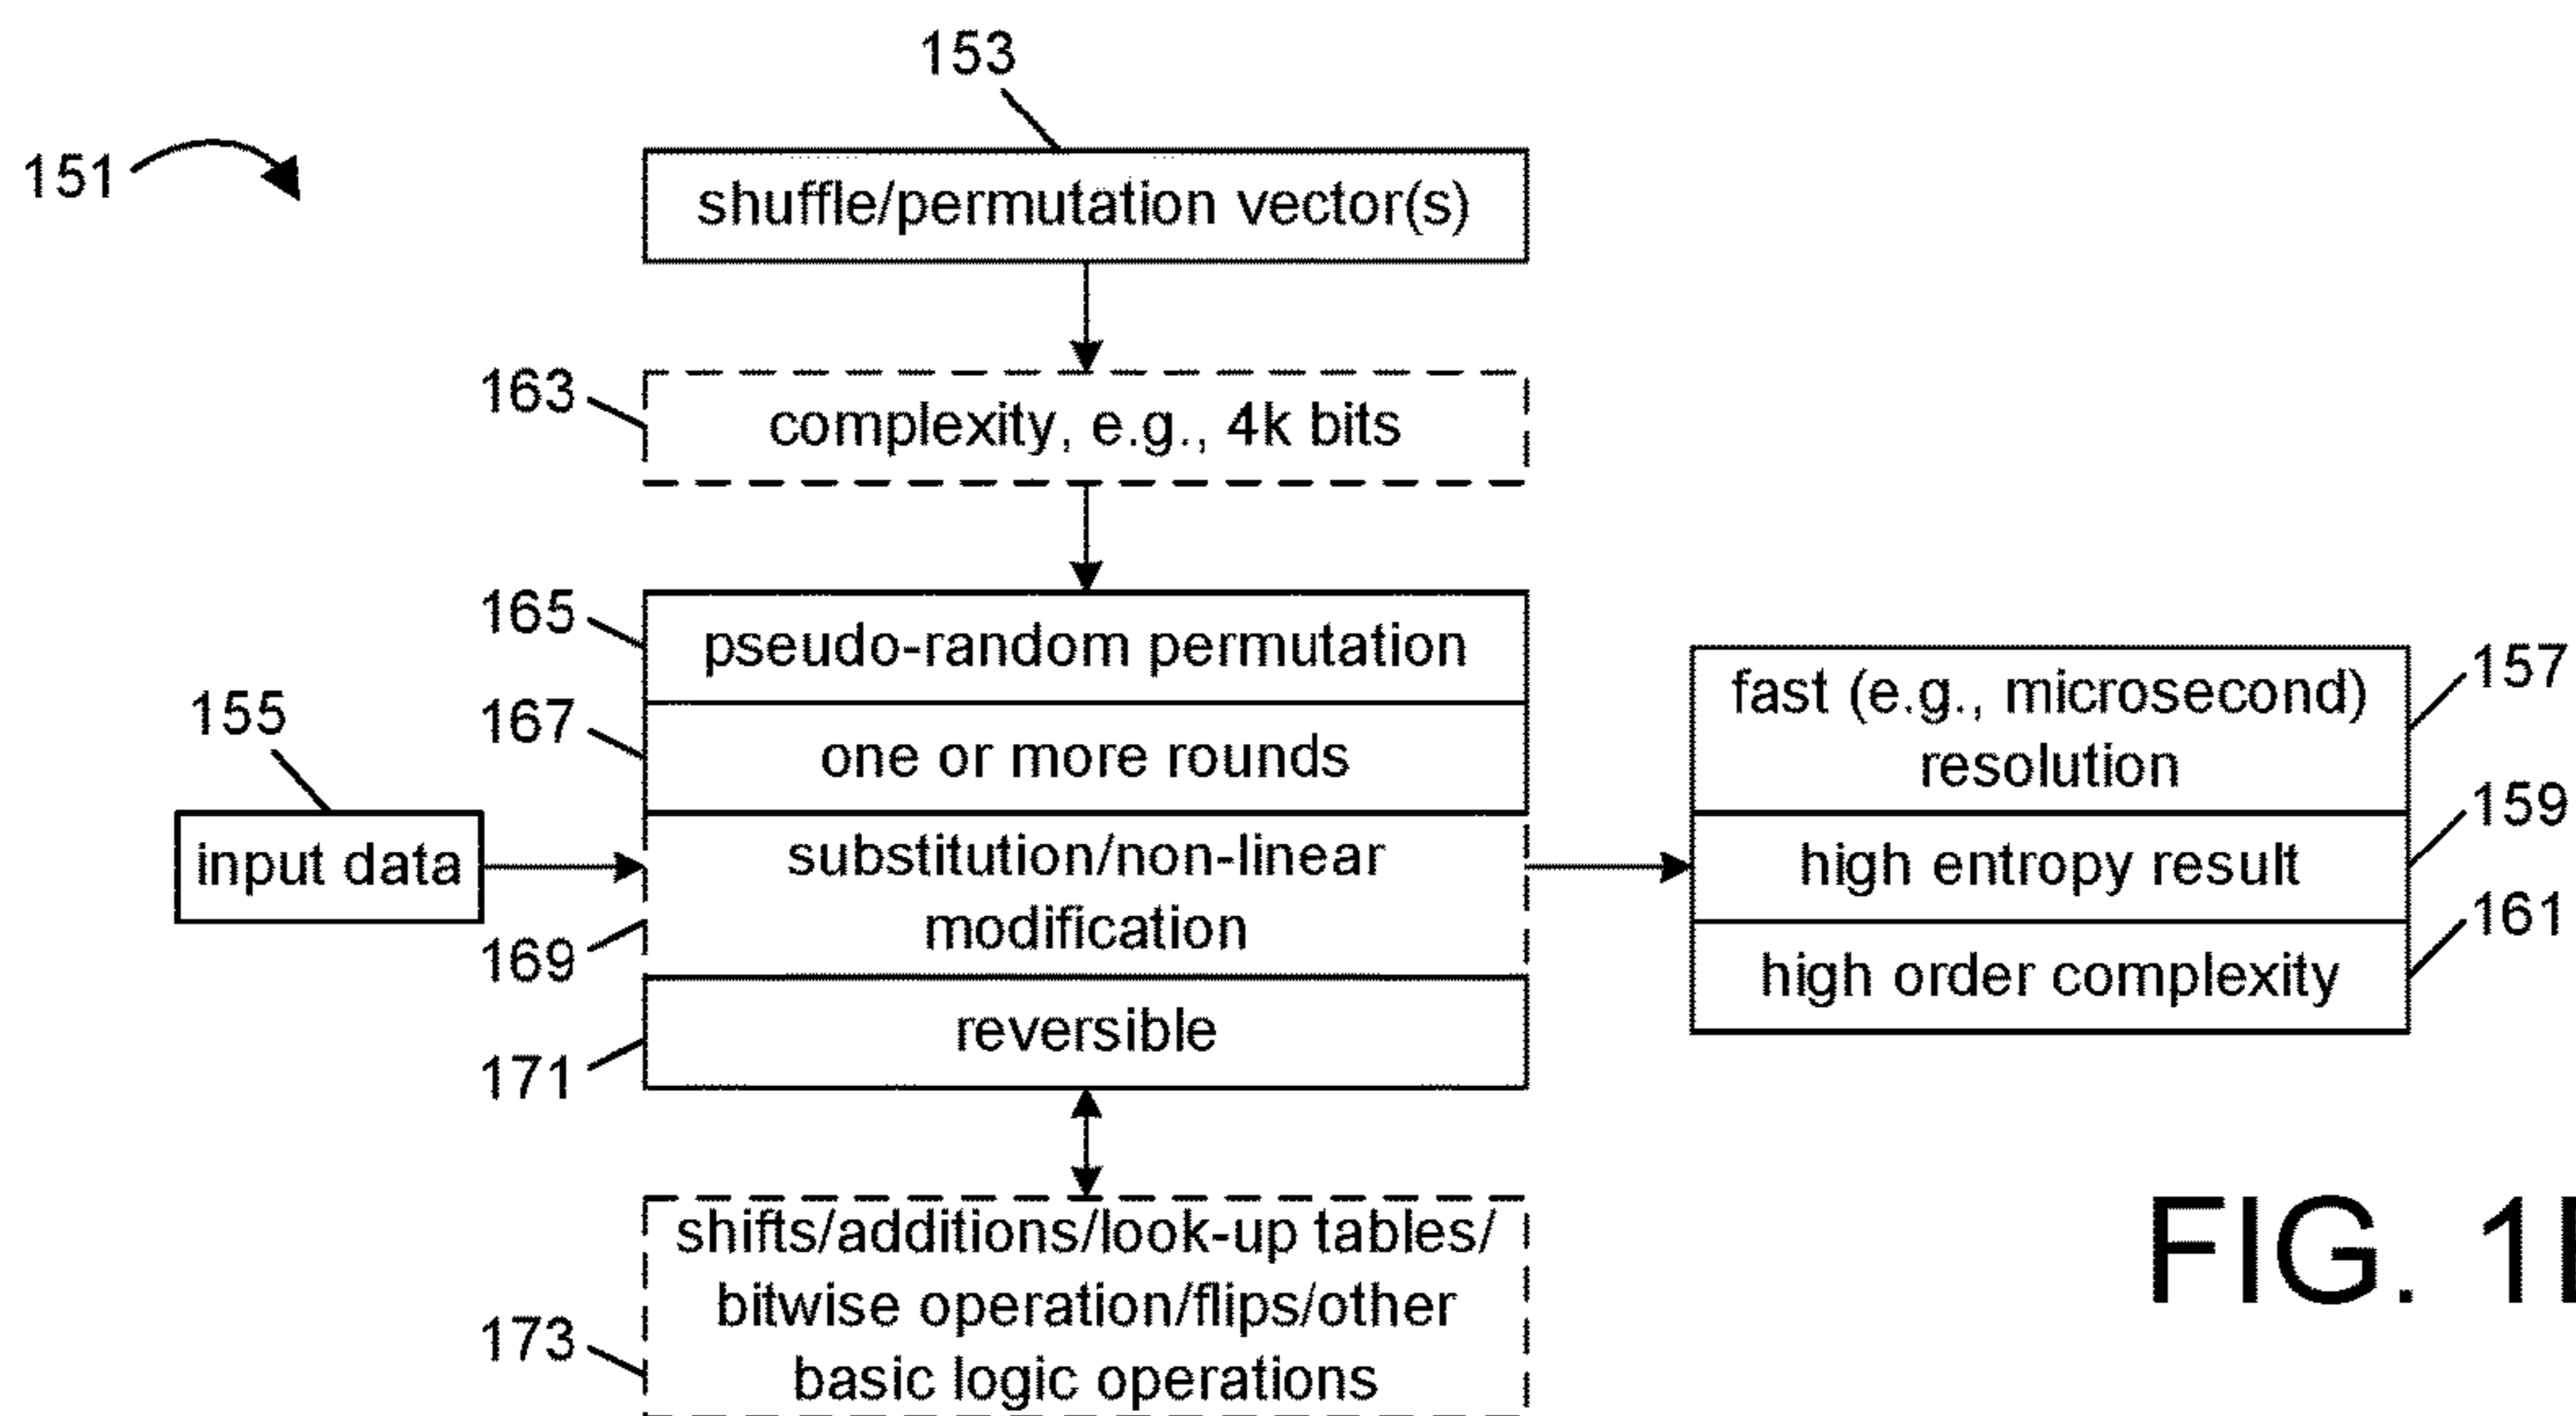 153
151
shuffle/permutation vector(s)
163
complexity, e.g., 4k bits
165
pseudo-random permutation
157
fast (e.g., microsecond)
resolution
155
167
one or more rounds
159
input data
substitution/non-linear
modification
high entropy result
169
161
high order complexity
171
reversible
173
shifts/additions/look-up tables/
bitwise operation/flips/other
basic logic operations
FIG.